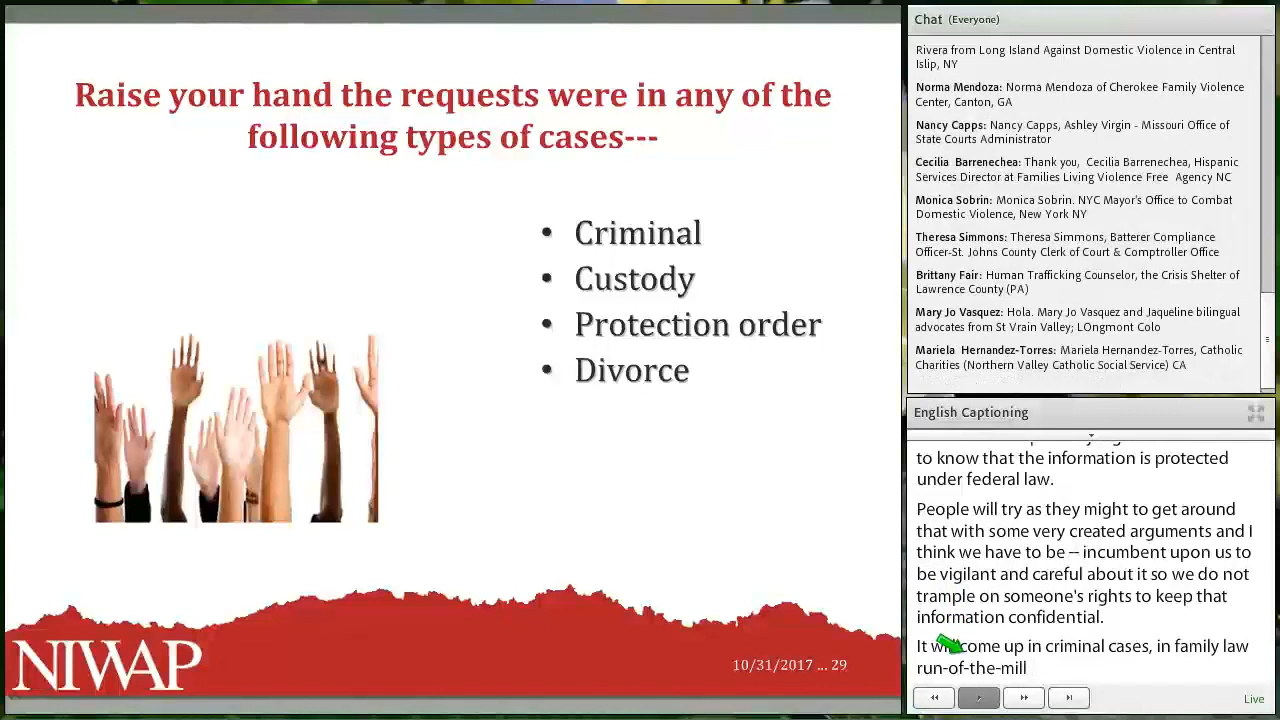 Raise your hand the requests were in any of the
following types of cases---
• Criminal
• Custody
• Protection order
• Divorce
NIWAP
10/31/2017 ... 29
Chat (Everyone)
Rivera from Long Island Against Domestic Violence in Central
Islip, NY
Norma Mendoza: Norma Mendoza of Cherokee Family Violence
Center, Canton, GA
Nancy Capps: Nancy Capps, Ashley Virgin - Missouri Office of
State Courts Administrator
Cecilia Barrenechea: Thank you, Cecilia Barrenechea, Hispanic
Services Director at Families Living Violence Free Agency NC
Monica Sobrin: Monica Sobrin. NYC Mayor's Office to Combat
Domestic Violence, New York NY
Theresa Simmons: Theresa Simmons, Batterer Compliance
Officer-St. Johns County Clerk of Court & Comptroller Office
Brittany Fair: Human Trafficking Counselor, the Crisis Shelter of
Lawrence County (PA)
Mary Jo Vasquez: Hola. Mary Jo Vasquez and Jaqueline bilingual
advocates from St Vrain Valley; LOngmont Colo
Mariela Hernandez-Torres: Mariela Hernandez-Torres, Catholic
Charities (Northern Valley Catholic Social Service) CA
English Captioning
to know that the information is protected
under federal law.
People will try as they might to get around
that with some very created arguments and I
think we have to be -- incumbent upon us to
be vigilant and careful about it so we do not
trample on someone's rights to keep that
information confidential.
It will come up in criminal cases, in family law
run-of-the-mill
Live